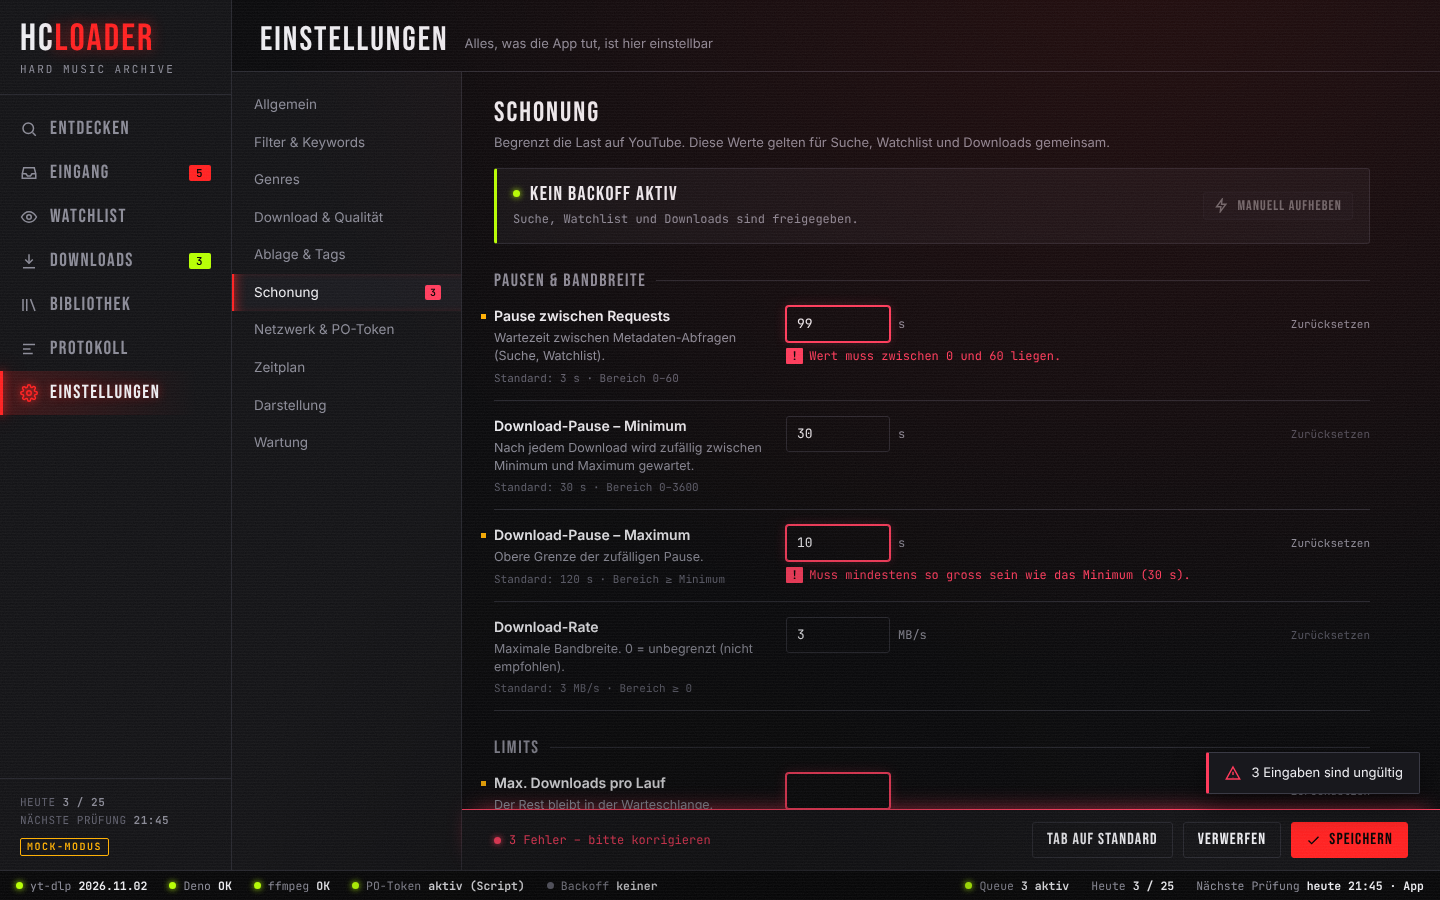 HCLOADER
HARD MUSIC ARCHIVE
ENTDECKEN
EINGANG 5
WATCHLIST
DOWNLOADS 3
BIBLIOTHEK
PROTOKOLL
EINSTELLUNGEN
HEUTE 3 / 25
NÄCHSTE PRÜFUNG 21:45
MOCK-MODUS
EINSTELLUNGEN Alles, was die App tut, ist hier einstellbar
Allgemein
Filter & Keywords
Genres
Download & Qualität
Ablage & Tags
Schonung 3
Netzwerk & PO-Token
Zeitplan
Darstellung
Wartung
SCHONUNG
Begrenzt die Last auf YouTube. Diese Werte gelten für Suche, Watchlist und Downloads gemeinsam.
KEIN BACKOFF AKTIV
Suche, Watchlist und Downloads sind freigegeben.
MANUELL AUFHEBEN
PAUSEN & BANDBREITE
Pause zwischen Requests
Wartezeit zwischen Metadaten-Abfragen
(Suche, Watchlist).
Standard: 3 s · Bereich 0–60
99 s
! Wert muss zwischen 0 und 60 liegen.
Zurücksetzen
Download-Pause – Minimum
Nach jedem Download wird zufällig zwischen
Minimum und Maximum gewartet.
Standard: 30 s · Bereich 0–3600
30 s
Zurücksetzen
Download-Pause – Maximum
Obere Grenze der zufälligen Pause.
Standard: 120 s · Bereich ≥ Minimum
10 s
! Muss mindestens so gross sein wie das Minimum (30 s).
Zurücksetzen
Download-Rate
Maximale Bandbreite. 0 = unbegrenzt (nicht
empfohlen).
Standard: 3 MB/s · Bereich ≥ 0
3 MB/s
Zurücksetzen
LIMITS
Max. Downloads pro Lauf
Der Rest bleibt in der Warteschlange.
3 Eingaben sind ungültig
3 Fehler – bitte korrigieren
TAB AUF STANDARD
VERWERFEN
SPEICHERN
yt-dlp 2026.11.02 Deno OK ffmpeg OK PO-Token aktiv (Script) Backoff keiner Queue 3 aktiv Heute 3 / 25 Nächste Prüfung heute 21:45 · App